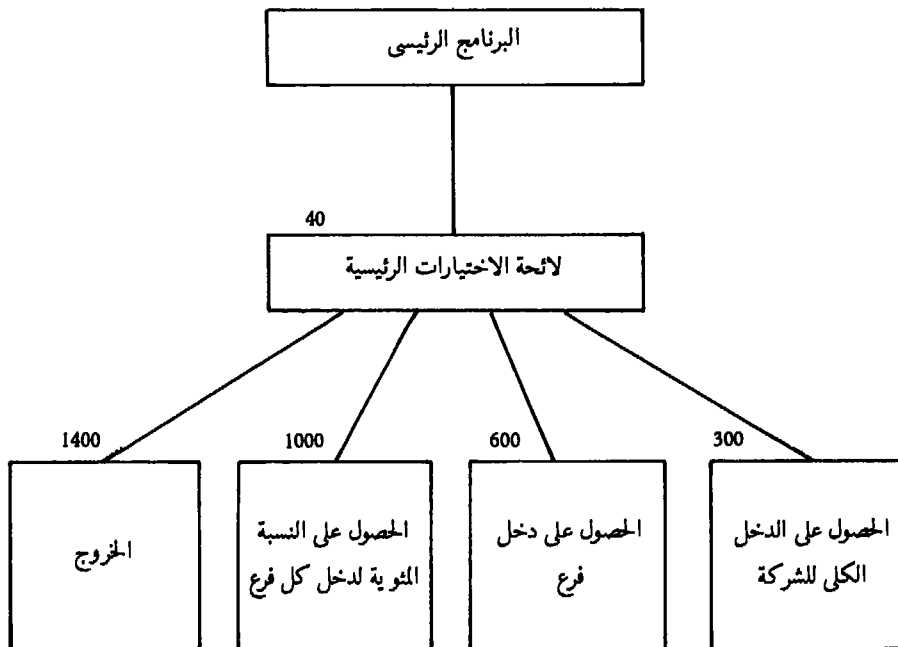 البرنامج الرئيسى
40
لائحة الاختيارات الرئيسية
300
600
1000
1400
الحصول على الدخل
الكلى للشركة
الحصول على دخل
فرع
الحصول على النسبة
المئوية لدخل كل فرع
الخروج